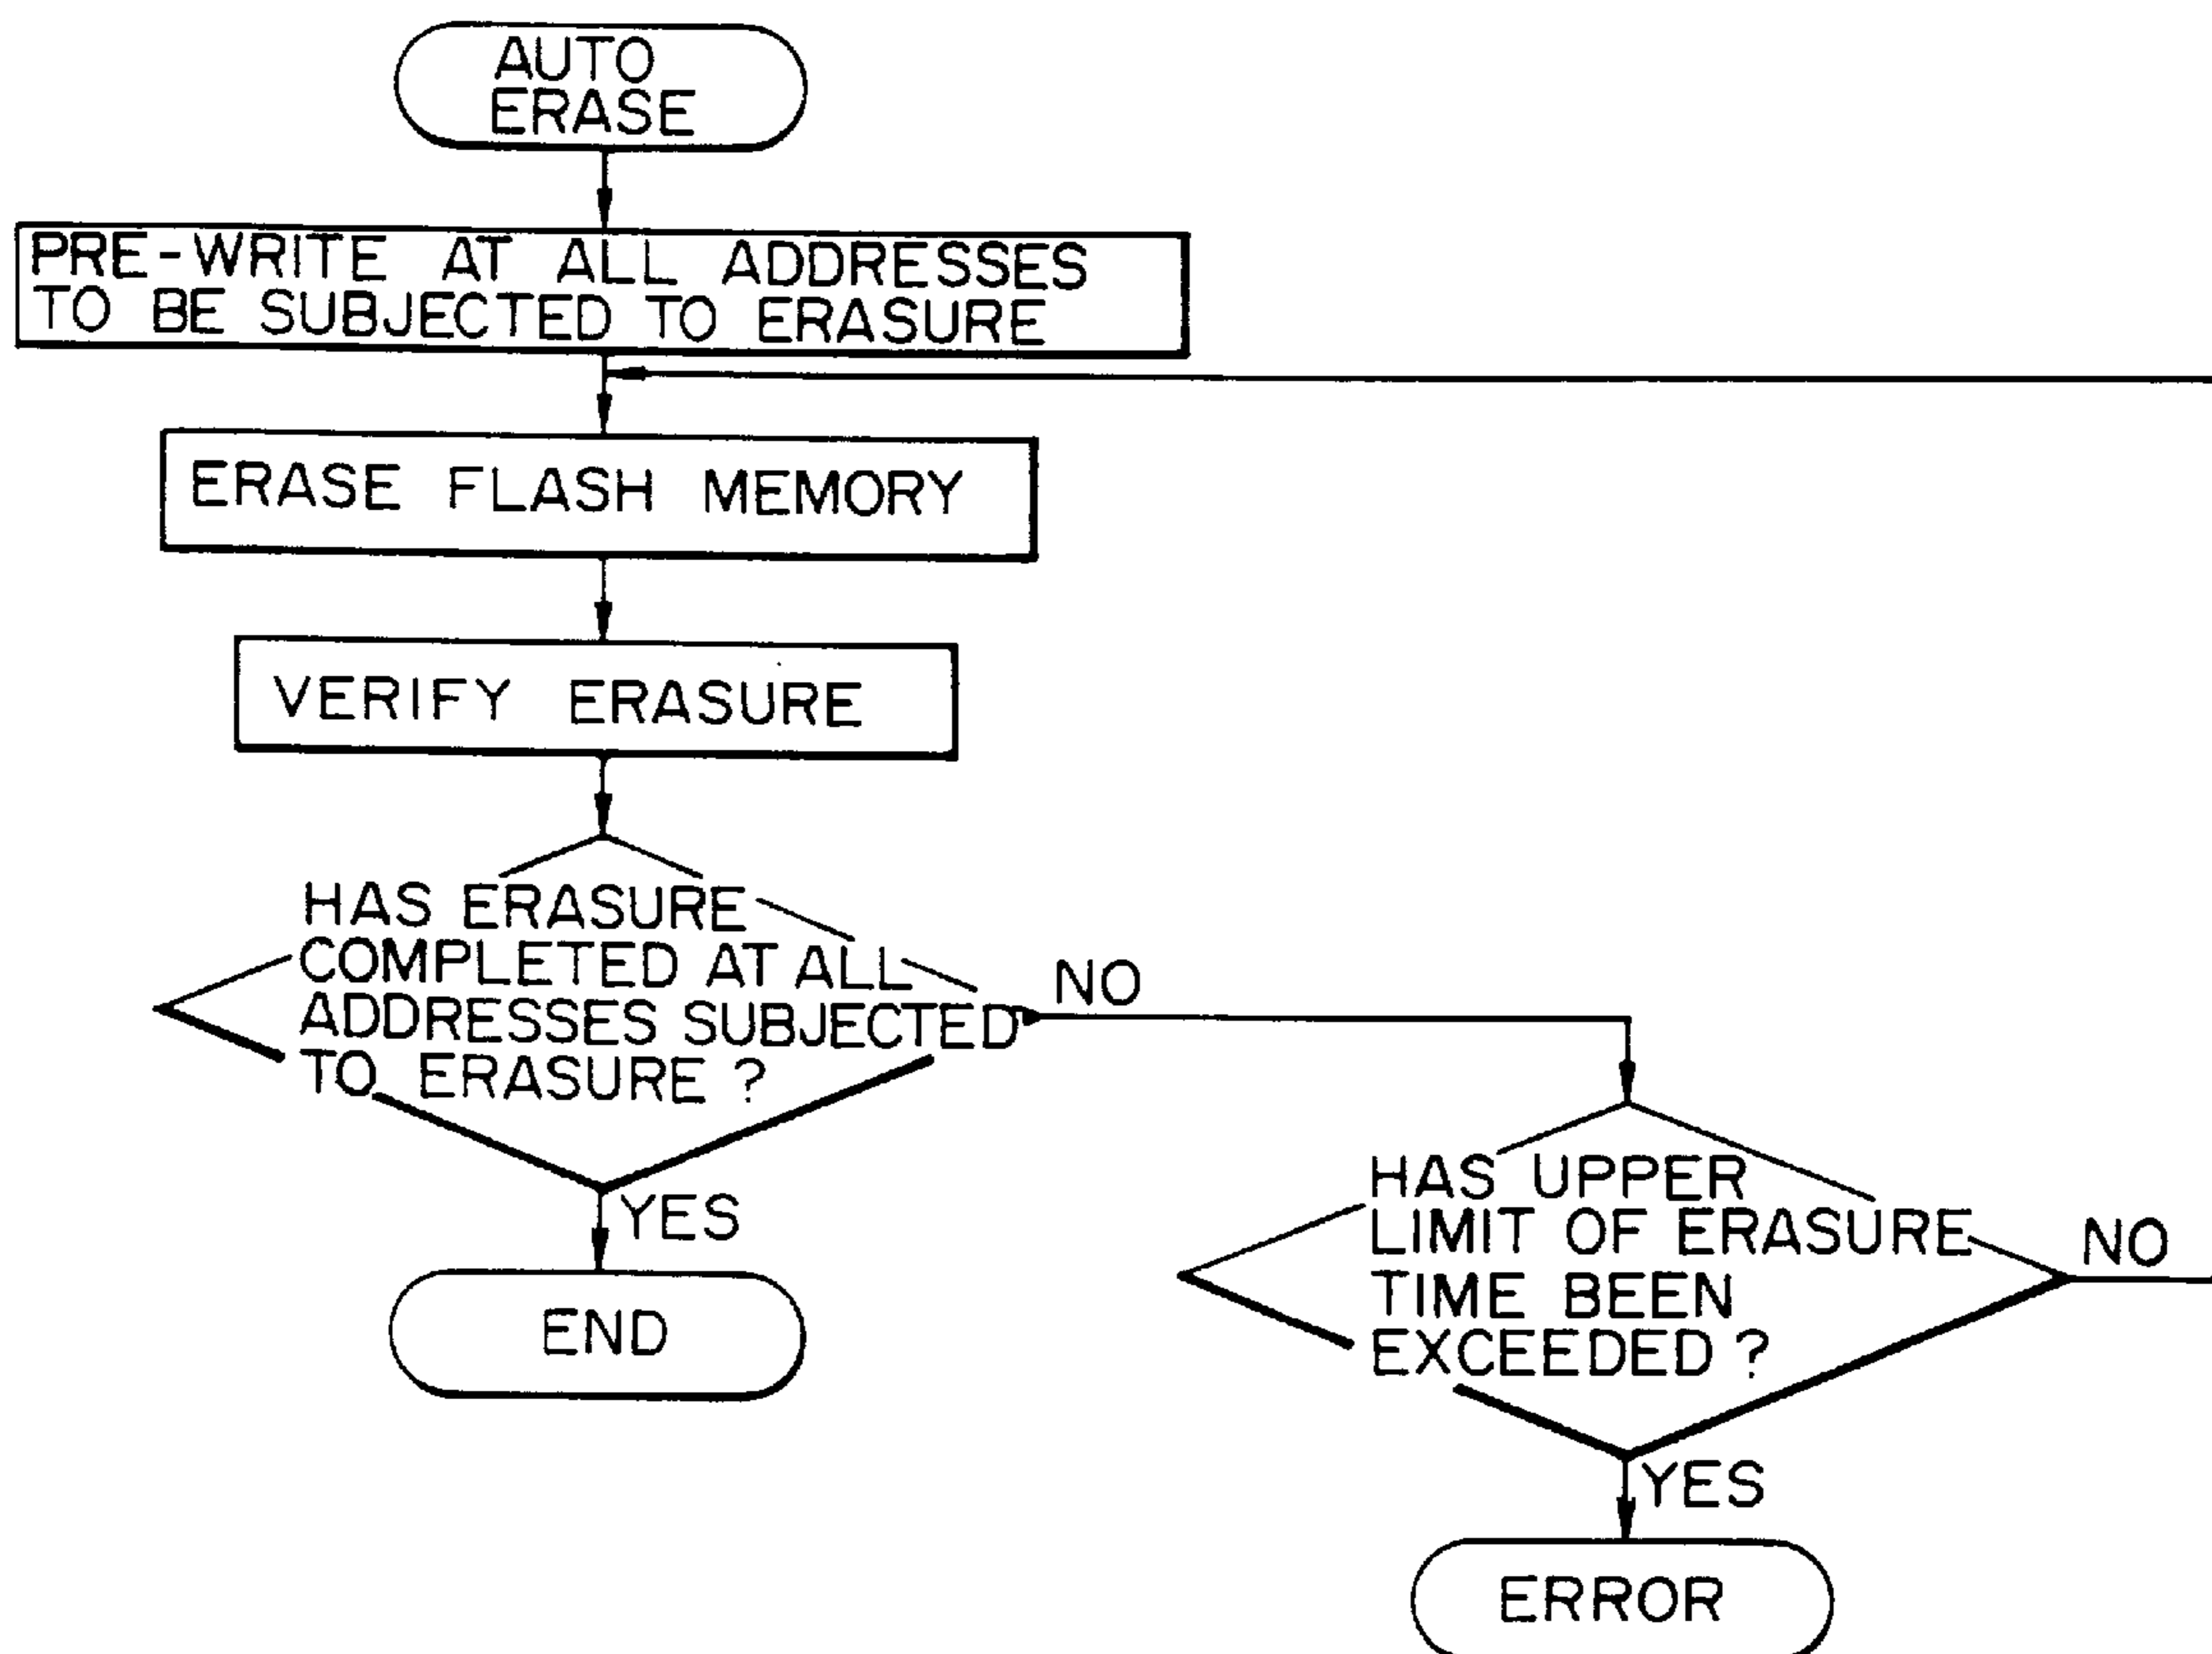 AUTO
ERASE
PRE-WRITE AT ALL ADDRESSES
TO BE SUBJECTED TO ERASURE
ERASE FLASH MEMORY
VERIFY ERASURE
HAS ERASURE
COMPLETED AT ALL
ADDRESSES SUBJECTED
TO ERASURE ?
NO
YES
END
HAS UPPER
LIMIT OF ERASURE
TIME BEEN
EXCEEDED ?
NO
YES
ERROR